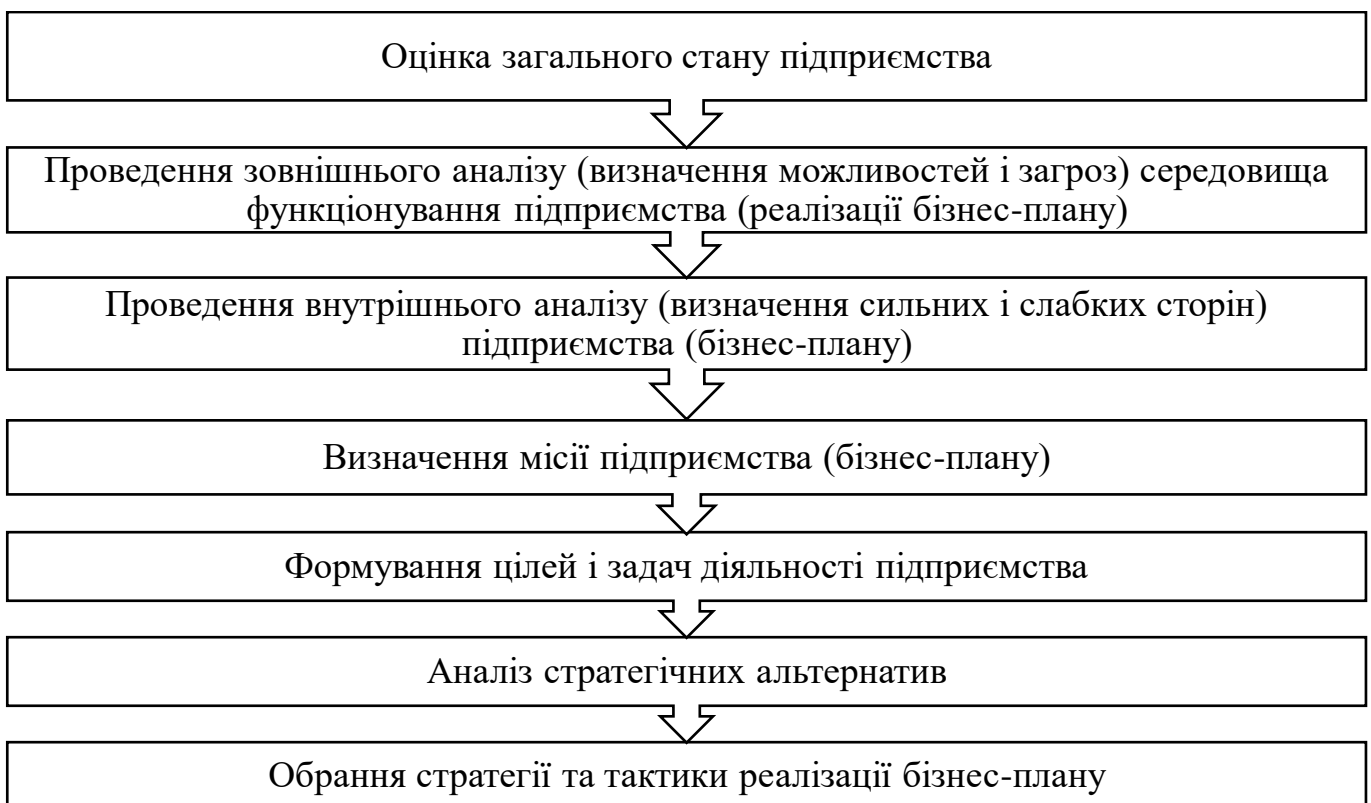 Оцінка загального стану підприємства
Проведення зовнішнього аналізу (визначення можливостей і загроз) середовища
функціонування підприємства (реалізації бізнес-плану)
Проведення внутрішнього аналізу (визначення сильних і слабких сторін)
підприємства (бізнес-плану)
Визначення місії підприємства (бізнес-плану)
Формування цілей і задач діяльності підприємства
Аналіз стратегічних альтернатив
Обрання стратегії та тактики реалізації бізнес-плану